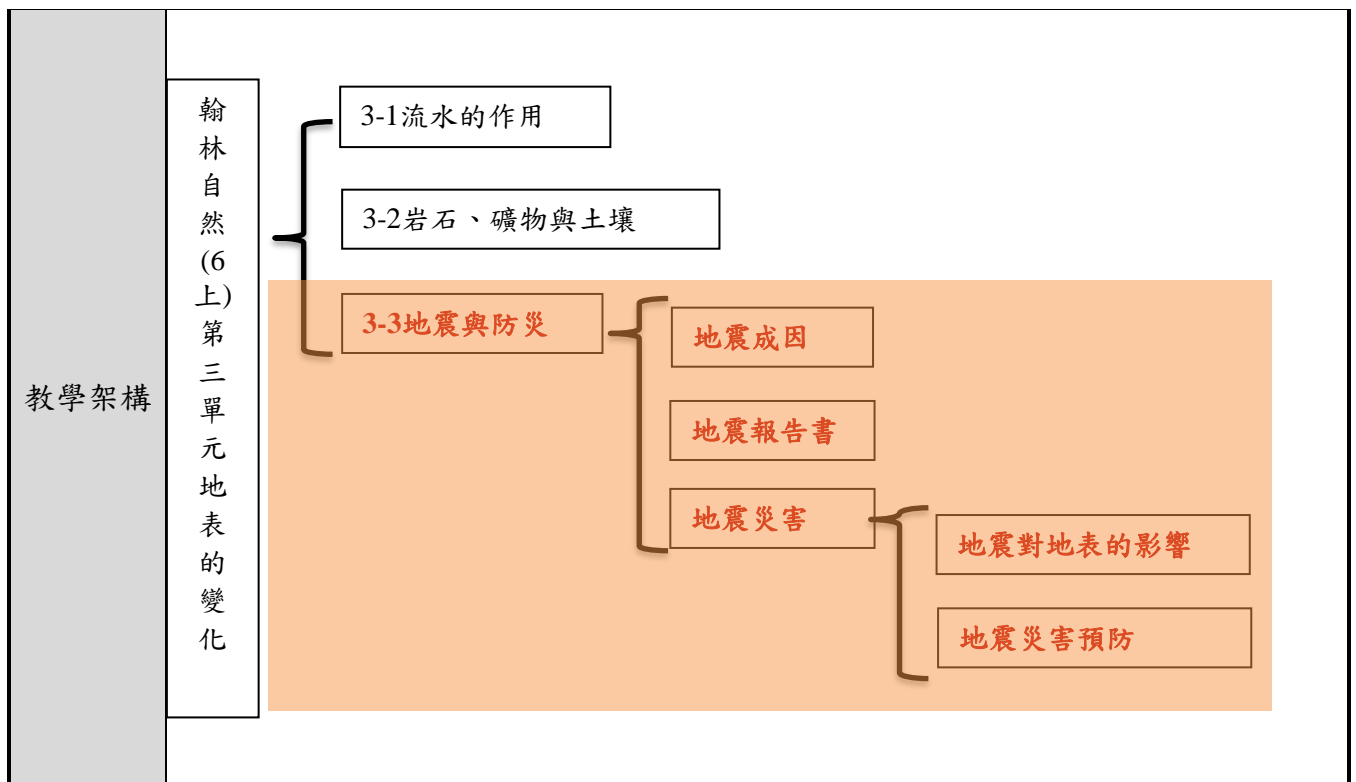 教學架構
翰林自然(6上)第三單元地表的變化
3-1流水的作用
3-2岩石、礦物與土壤
3-3地震與防災
地震成因
地震報告書
地震災害
地震對地表的影響
地震災害預防